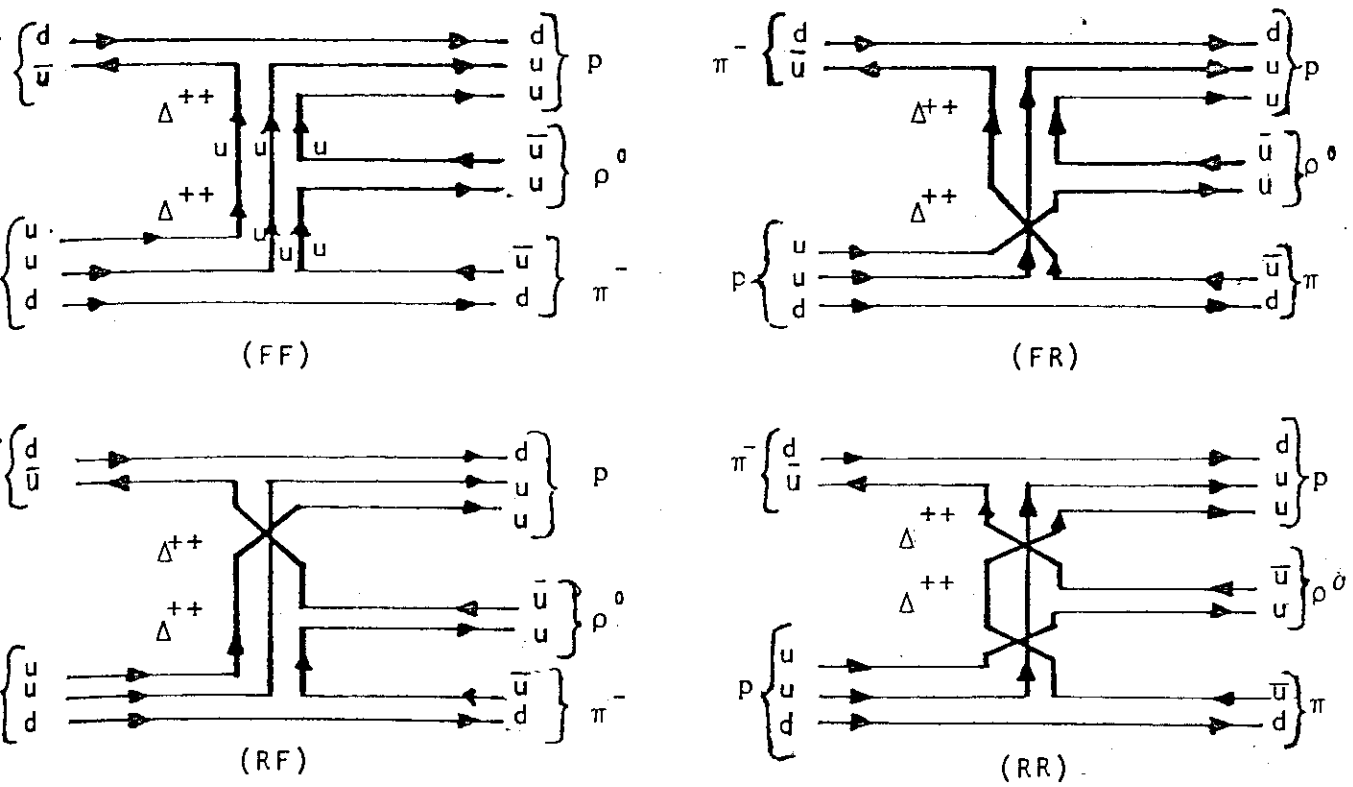 d d
u̅ u p
u
Δ++
u u u u̅ ρ0
u
Δ++
u
u u u u u̅ π-
d d
(FF)
π- d d
u̅ u p
Δ++ u
u̅ ρ0
Δ++ u
p u
u u̅ π
d d
(FR)
d d
u̅ u p
u
Δ++
u̅ ρ0
Δ++ u
u
u u̅ π-
d d
(RF)
π- d d
u̅ u p
Δ++ u
Δ++ u̅ ρ0
u
u
p u u̅ π
d d
(RR)